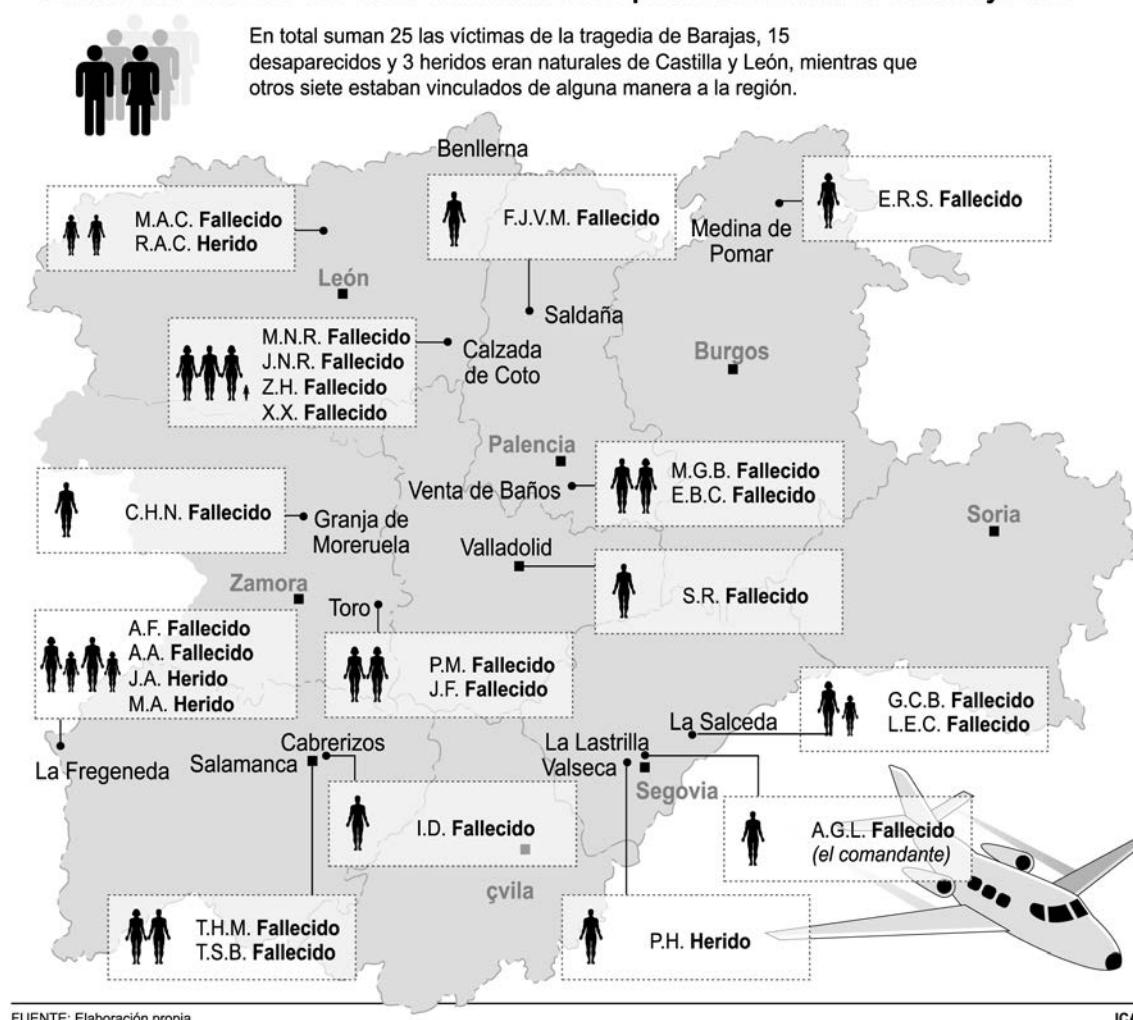 En total suman 25 las víctimas de la tragedia de Barajas, 15
desaparecidos y 3 heridos eran naturales de Castilla y León, mientras que
otros siete estaban vinculados de alguna manera a la región.
Benllerna
M.A.C. Fallecido
R.A.C. Herido
F.J.V.M. Fallecido
E.R.S. Fallecido
Medina de
Pomar
León
Saldaña
M.N.R. Fallecido
J.N.R. Fallecido
Z.H. Fallecido
X.X. Fallecido
Calzada
de Coto
Burgos
Palencia
Venta de Baños
M.G.B. Fallecido
E.B.C. Fallecido
C.H.N. Fallecido
Granja de
Moreruela
Soria
Valladolid
S.R. Fallecido
Zamora
Toro
A.F. Fallecido
A.A. Fallecido
J.A. Herido
M.A. Herido
P.M. Fallecido
J.F. Fallecido
G.C.B. Fallecido
L.E.C. Fallecido
La Salceda
La Fregeneda
Cabrerizos
Salamanca
La Lastrilla
Valseca
Segovia
I.D. Fallecido
A.G.L. Fallecido
(el comandante)
çvila
T.H.M. Fallecido
T.S.B. Fallecido
P.H. Herido
FUENTE: Elaboración propia